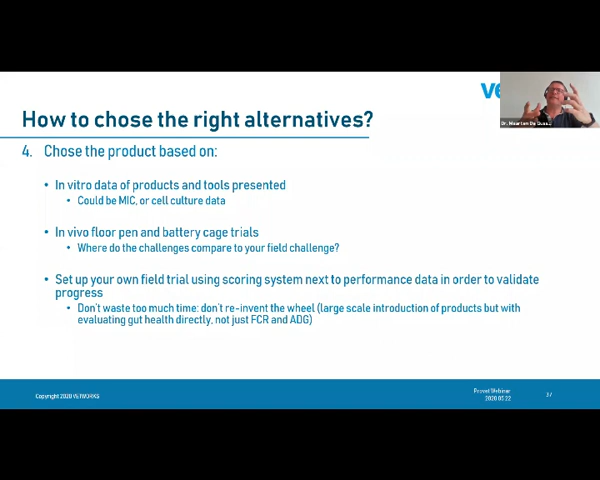 ve
How to chose the right alternatives?
4. Chose the product based on:
• In vitro data of products and tools presented
• Could be MIC, or cell culture data
• In vivo floor pen and battery cage trials
• Where do the challenges compare to your field challenge?
• Set up your own field trial using scoring system next to performance data in order to validate
progress
• Don't waste too much time: don't re-invent the wheel (large scale introduction of products but with
evaluating gut health directly, not just FCR and ADG)
Copyright 2020 VETWORKS
Provet Webinar
2020 05 22
Dr. Maarten De